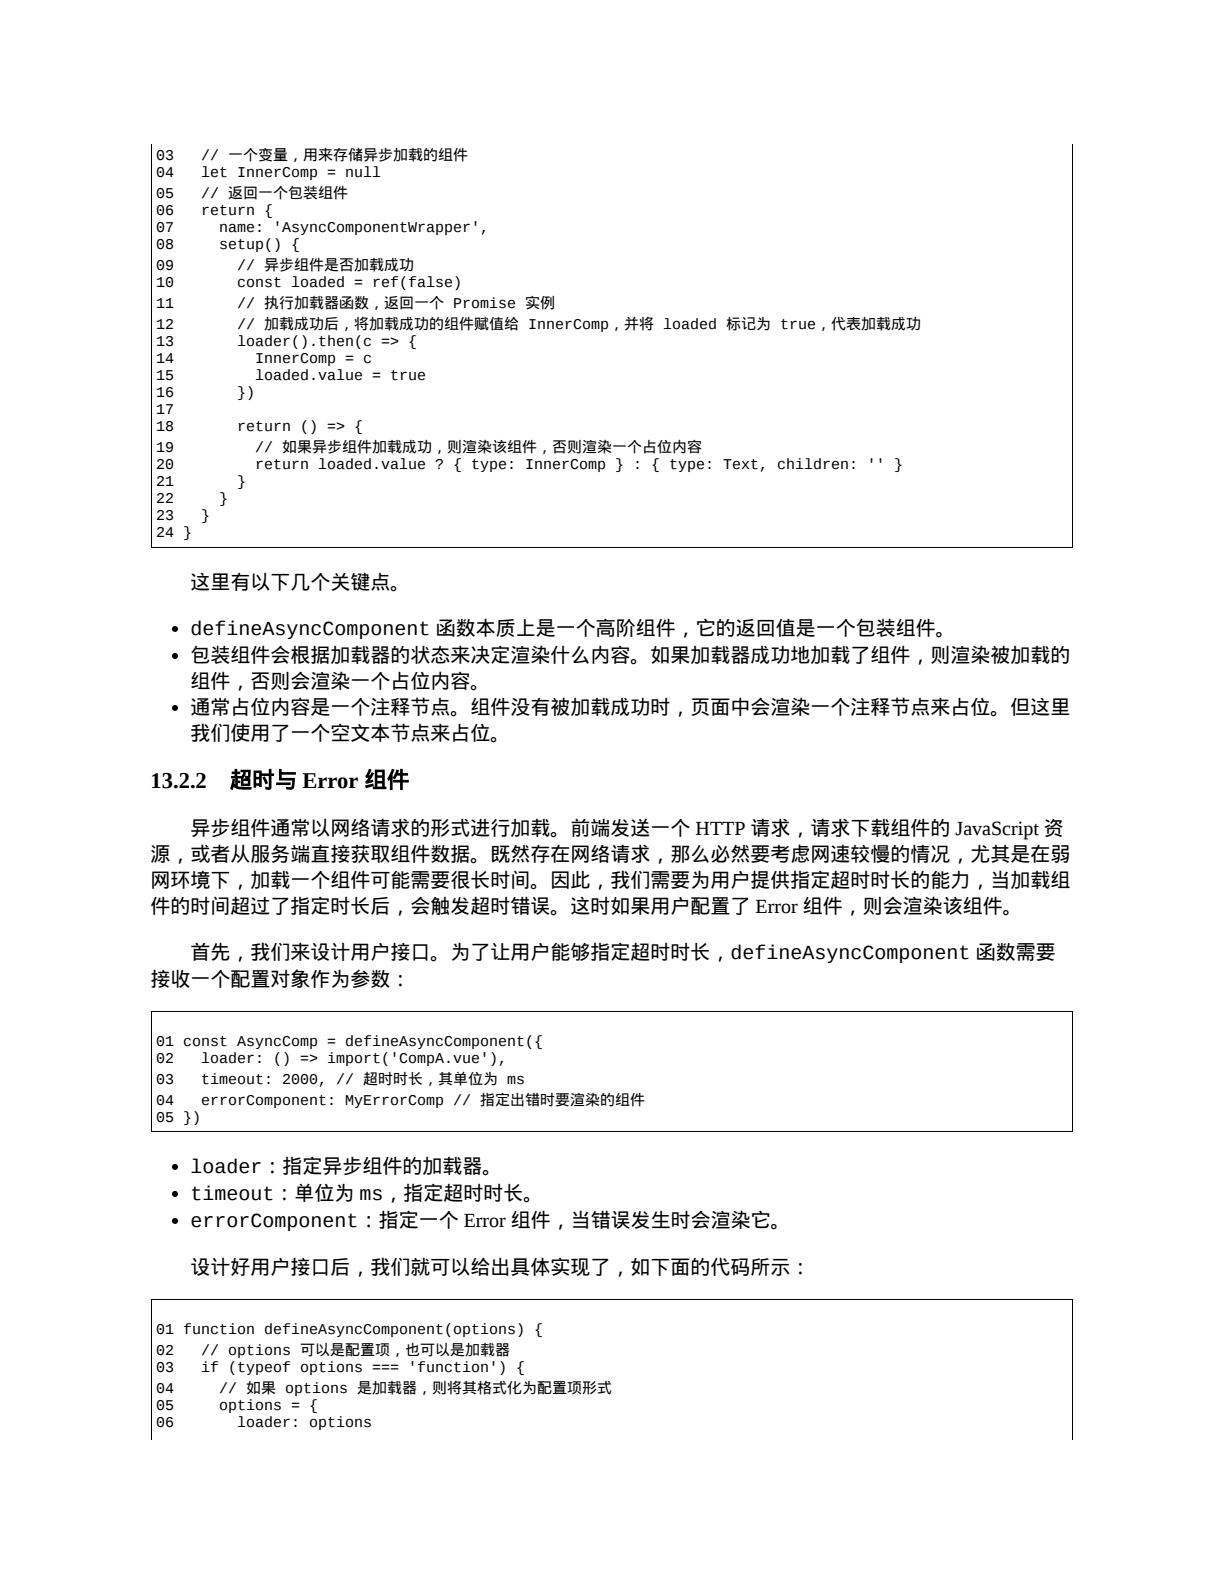 03   // 一个变量，用来存储异步加载的组件
04   let InnerComp = null
05   // 返回一个包装组件
06   return {
07     name: 'AsyncComponentWrapper',
08     setup() {
09       // 异步组件是否加载成功
10       const loaded = ref(false)
11       // 执行加载器函数，返回一个 Promise 实例
12       // 加载成功后，将加载成功的组件赋值给 InnerComp，并将 loaded 标记为 true，代表加载成功
13       loader().then(c => {
14         InnerComp = c
15         loaded.value = true
16       })
17
18       return () => {
19         // 如果异步组件加载成功，则渲染该组件，否则渲染一个占位内容
20         return loaded.value ? { type: InnerComp } : { type: Text, children: '' }
21       }
22     }
23   }
24 }
这里有以下几个关键点。
• defineAsyncComponent 函数本质上是一个高阶组件，它的返回值是一个包装组件。
• 包装组件会根据加载器的状态来决定渲染什么内容。如果加载器成功地加载了组件，则渲染被加载的
组件，否则会渲染一个占位内容。
• 通常占位内容是一个注释节点。组件没有被加载成功时，页面中会渲染一个注释节点来占位。但这里
我们使用了一个空文本节点来占位。
13.2.2 超时与 Error 组件
异步组件通常以网络请求的形式进行加载。前端发送一个 HTTP 请求，请求下载组件的 JavaScript 资
源，或者从服务端直接获取组件数据。既然存在网络请求，那么必然要考虑网速较慢的情况，尤其是在弱
网环境下，加载一个组件可能需要很长时间。因此，我们需要为用户提供指定超时时长的能力，当加载组
件的时间超过了指定时长后，会触发超时错误。这时如果用户配置了 Error 组件，则会渲染该组件。
首先，我们来设计用户接口。为了让用户能够指定超时时长，defineAsyncComponent 函数需要
接收一个配置对象作为参数：
01 const AsyncComp = defineAsyncComponent({
02   loader: () => import('CompA.vue'),
03   timeout: 2000, // 超时时长，其单位为 ms
04   errorComponent: MyErrorComp // 指定出错时要渲染的组件
05 })
• loader：指定异步组件的加载器。
• timeout：单位为 ms，指定超时时长。
• errorComponent：指定一个 Error 组件，当错误发生时会渲染它。
设计好用户接口后，我们就可以给出具体实现了，如下面的代码所示：
01 function defineAsyncComponent(options) {
02   // options 可以是配置项，也可以是加载器
03   if (typeof options === 'function') {
04     // 如果 options 是加载器，则将其格式化为配置项形式
05     options = {
06       loader: options